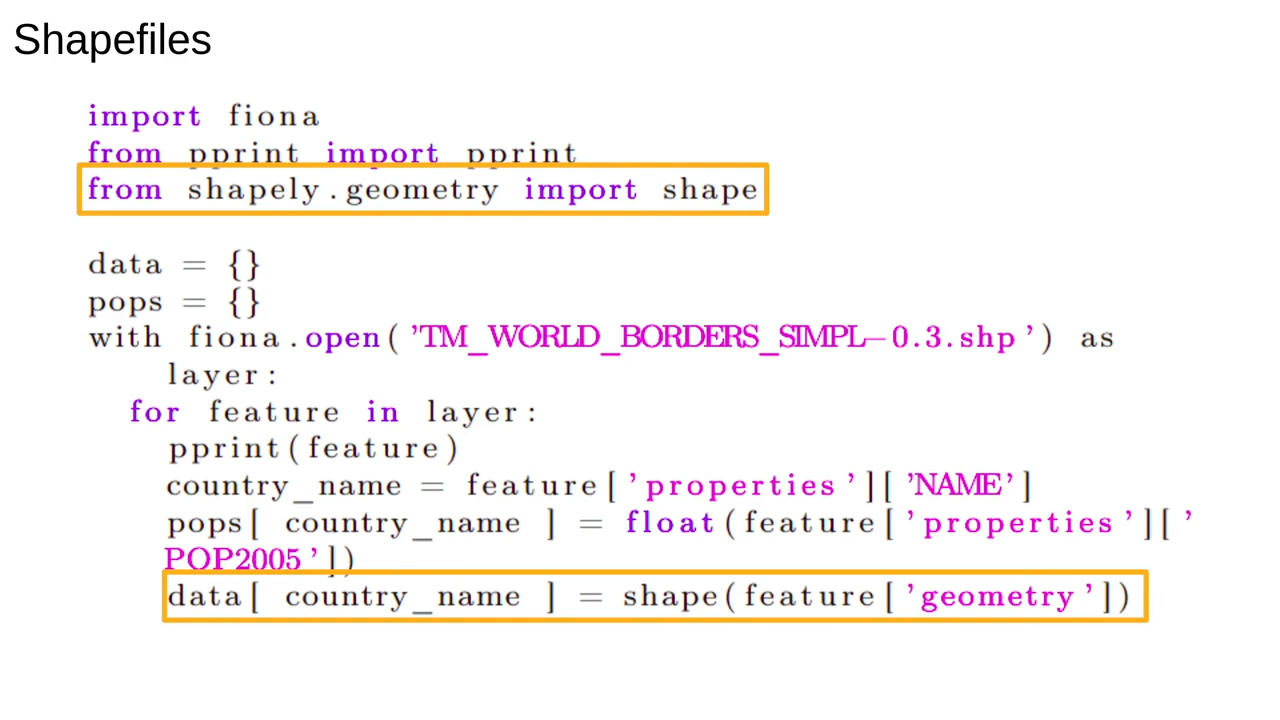 Shapefiles
import fiona
from pprint import pprint
from shapely.geometry import shape
data = {}
pops = {}
with fiona.open('TM_WORLD_BORDERS_SIMPL-0.3.shp') as
layer:
for feature in layer:
pprint(feature)
country_name = feature['properties']['NAME']
pops[ country_name ] = float(feature['properties']['
POP2005'])
data[ country_name ] = shape(feature['geometry'])